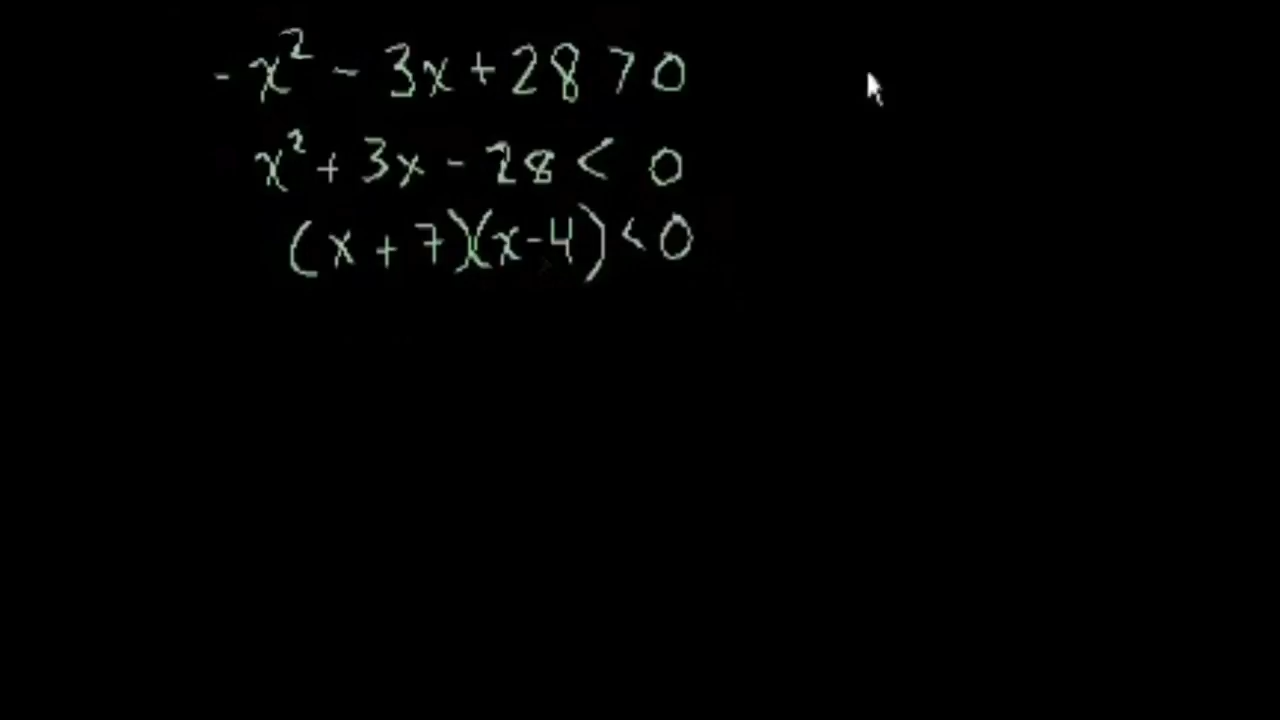 -x² - 3x + 28 > 0
x² + 3x - 28 < 0
(x + 7)(x - 4) < 0